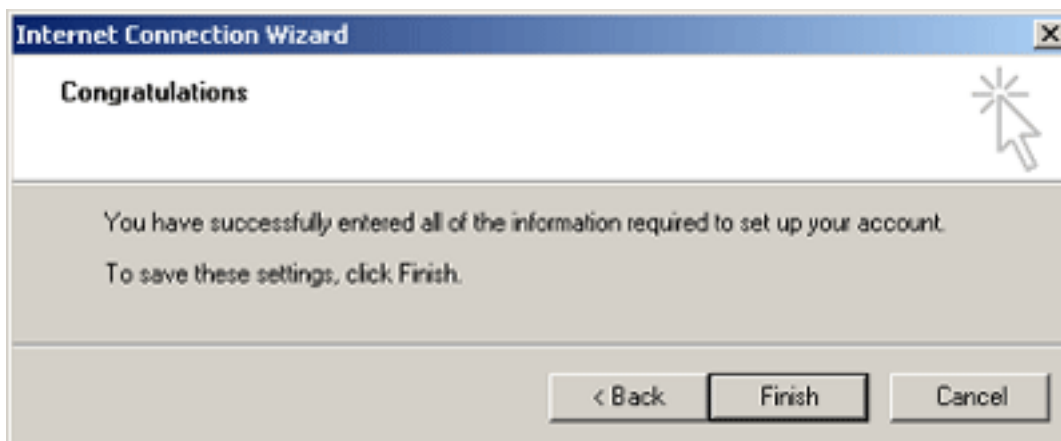 Internet Connection Wizard
Congratulations
You have successfully entered all of the information required to set up your account.
To save these settings, click Finish.
< Back
Finish
Cancel